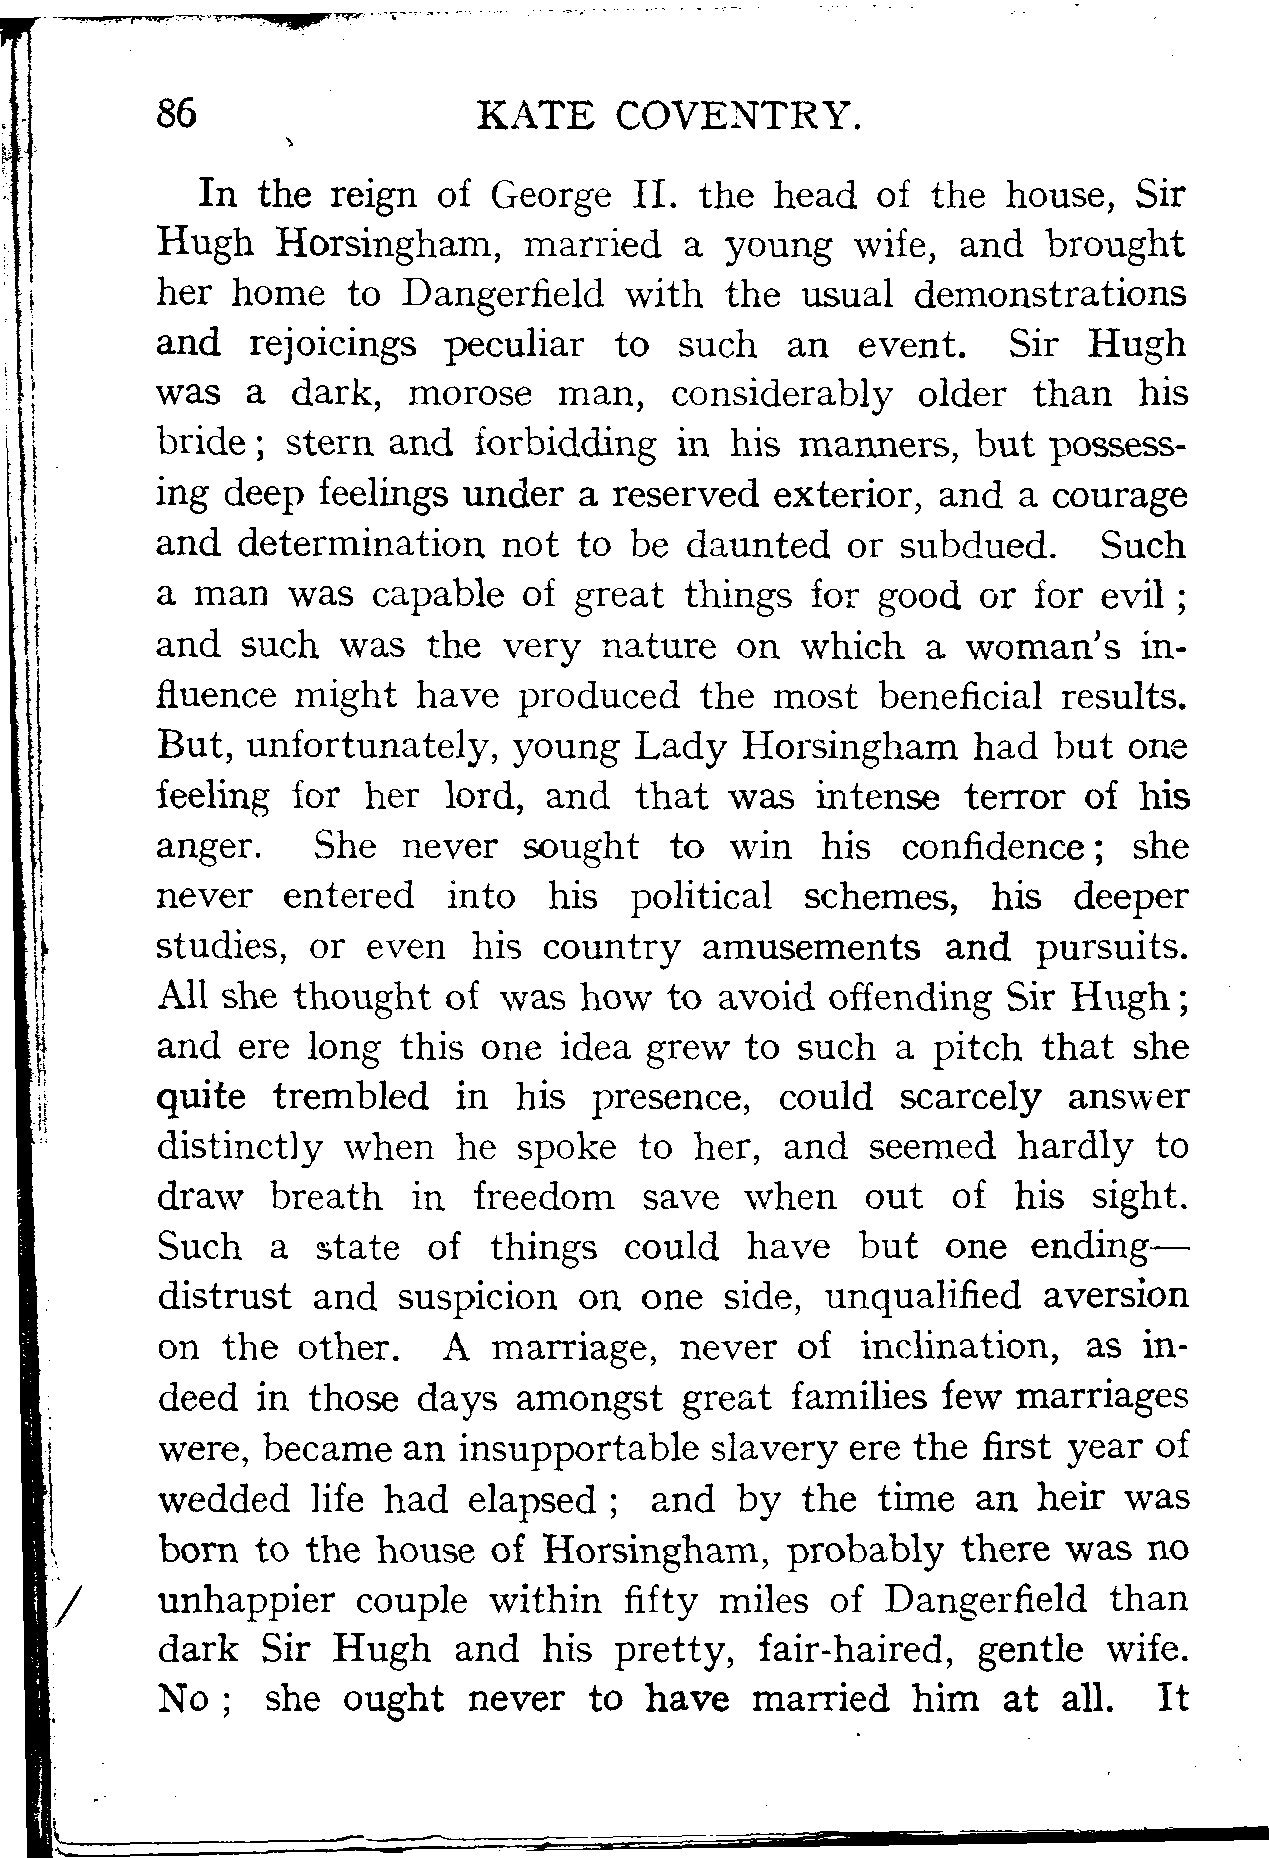 86 KATE COVENTRY.
In the reign of George II. the head of the house, Sir
Hugh Horsingham, married a young wife, and brought
her home to Dangerfield with the usual demonstrations
and rejoicings peculiar to such an event. Sir Hugh
was a dark, morose man, considerably older than his
bride; stern and forbidding in his manners, but possess-
ing deep feelings under a reserved exterior, and a courage
and determination not to be daunted or subdued. Such
a man was capable of great things for good or for evil ;
and such was the very nature on which a woman's in-
fluence might have produced the most beneficial results.
But, unfortunately, young Lady Horsingham had but one
feeling for her lord, and that was intense terror of his
anger. She never sought to win his confidence; she
never entered into his political schemes, his deeper
studies, or even his country amusements and pursuits.
All she thought of was how to avoid offending Sir Hugh;
and ere long this one idea grew to such a pitch that she
quite trembled in his presence, could scarcely answer
distinctly when he spoke to her, and seemed hardly to
draw breath in freedom save when out of his sight.
Such a state of things could have but one ending—
distrust and suspicion on one side, unqualified aversion
on the other. A marriage, never of inclination, as in-
deed in those days amongst great families few marriages
were, became an insupportable slavery ere the first year of
wedded life had elapsed ; and by the time an heir was
born to the house of Horsingham, probably there was no
unhappier couple within fifty miles of Dangerfield than
dark Sir Hugh and his pretty, fair-haired, gentle wife.
No ; she ought never to have married him at all. It